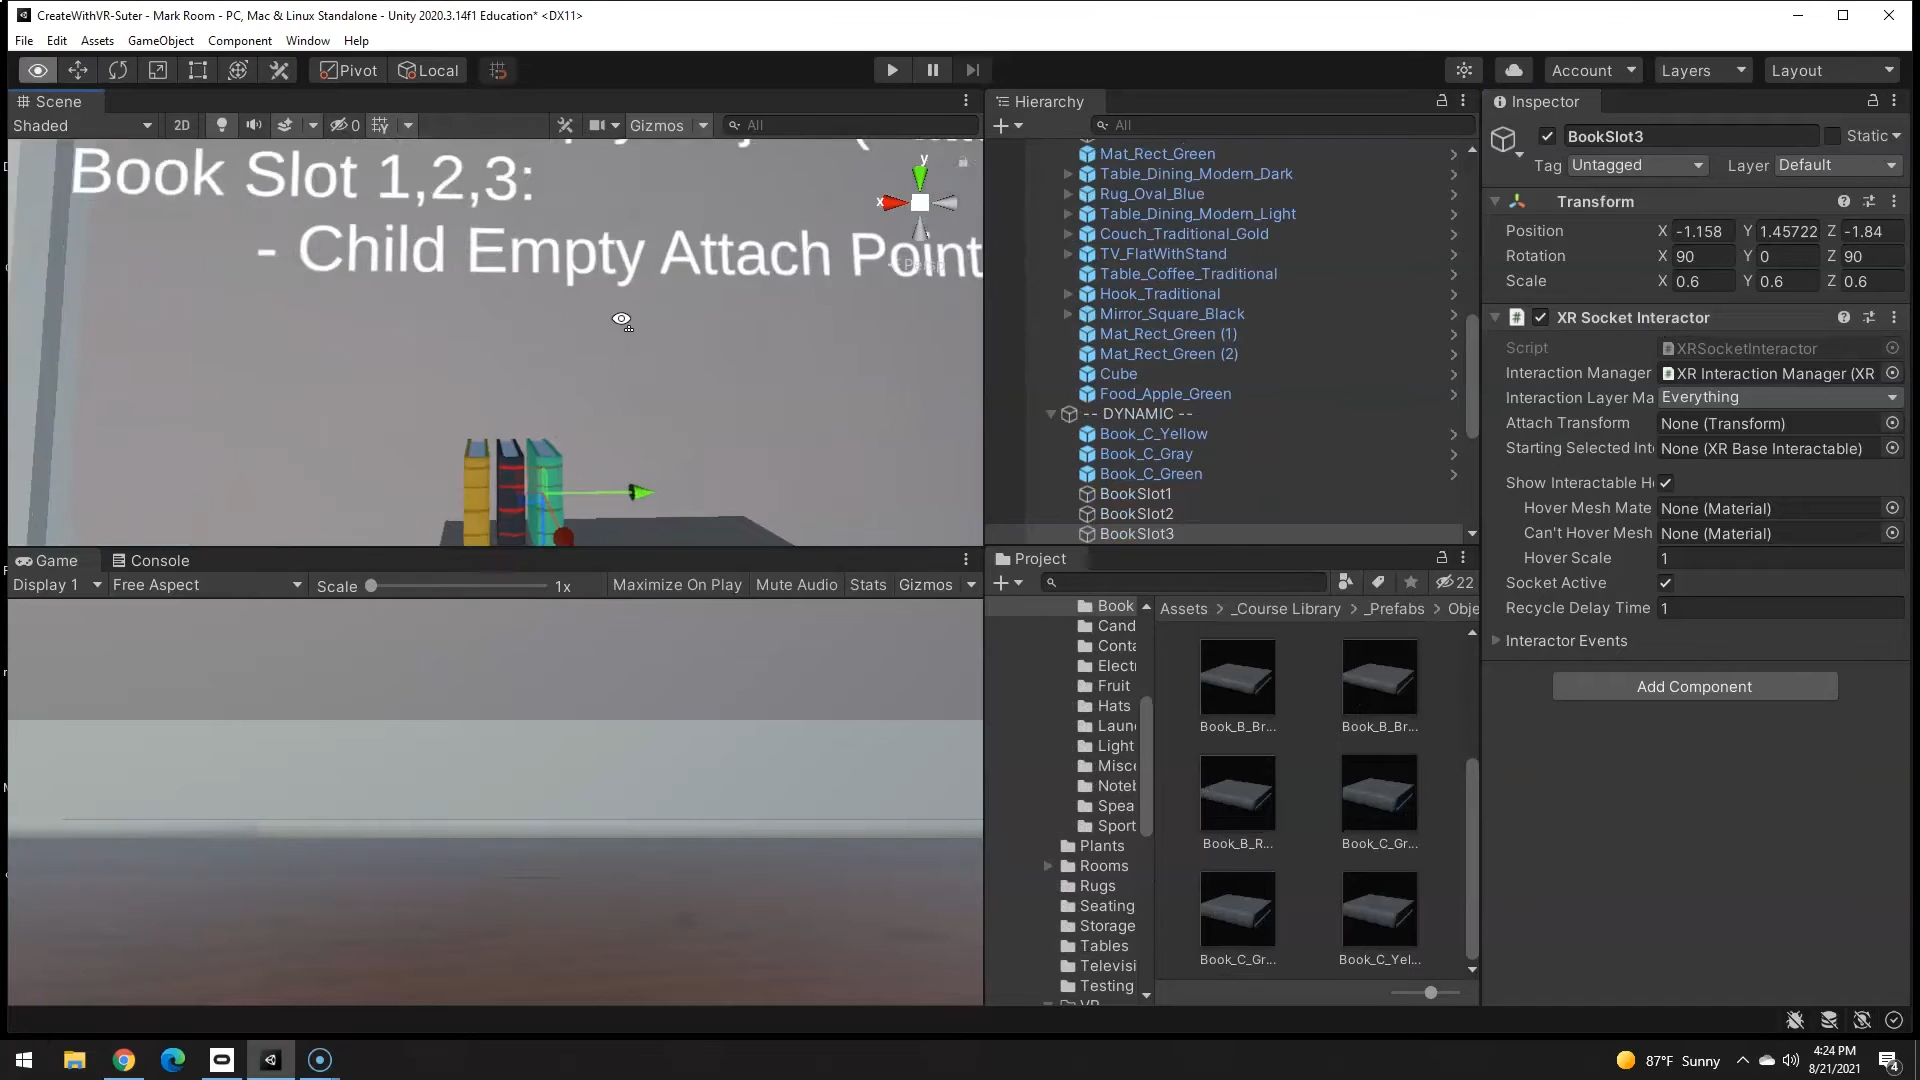 CreateWithVR-Suter - Mark Room - PC, Mac & Linux Standalone - Unity 2020.3.14f1 Education* <DX11>
File Edit Assets GameObject Component Window Help
Pivot Local Account Layers Layout
Scene
Shaded 2D 0 Gizmos All
Book Slot 1,2,3:
- Child Empty Attach Point
y
x
Persp
Game Console
Display 1 Free Aspect Scale 1x Maximize On Play Mute Audio Stats Gizmos
Hierarchy
All
Mat_Rect_Green
Table_Dining_Modern_Dark
Rug_Oval_Blue
Table_Dining_Modern_Light
Couch_Traditional_Gold
TV_FlatWithStand
Table_Coffee_Traditional
Hook_Traditional
Mirror_Square_Black
Mat_Rect_Green (1)
Mat_Rect_Green (2)
Cube
Food_Apple_Green
-- DYNAMIC --
Book_C_Yellow
Book_C_Gray
Book_C_Green
BookSlot1
BookSlot2
BookSlot3
Project
22
Book
Cand
Conta
Electr
Fruit
Hats
Laun
Light
Misce
Noteb
Spea
Sport
Plants
Rooms
Rugs
Seating
Storage
Tables
Televisi
Testing
VR
Assets > _Course Library > _Prefabs > Obje
Book_B_Br... Book_B_Br...
Book_B_R... Book_C_Gr...
Book_C_Gr... Book_C_Yel...
Inspector
BookSlot3 Static
Tag Untagged Layer Default
Transform
Position X -1.158 Y 1.45722 Z -1.84
Rotation X 90 Y 0 Z 90
Scale X 0.6 Y 0.6 Z 0.6
XR Socket Interactor
Script XRSocketInteractor
Interaction Manager XR Interaction Manager (XR
Interaction Layer Ma Everything
Attach Transform None (Transform)
Starting Selected Int None (XR Base Interactable)
Show Interactable H
Hover Mesh Mate None (Material)
Can't Hover Mesh None (Material)
Hover Scale 1
Socket Active
Recycle Delay Time 1
Interactor Events
Add Component
87°F Sunny
4:24 PM
8/21/2021
4